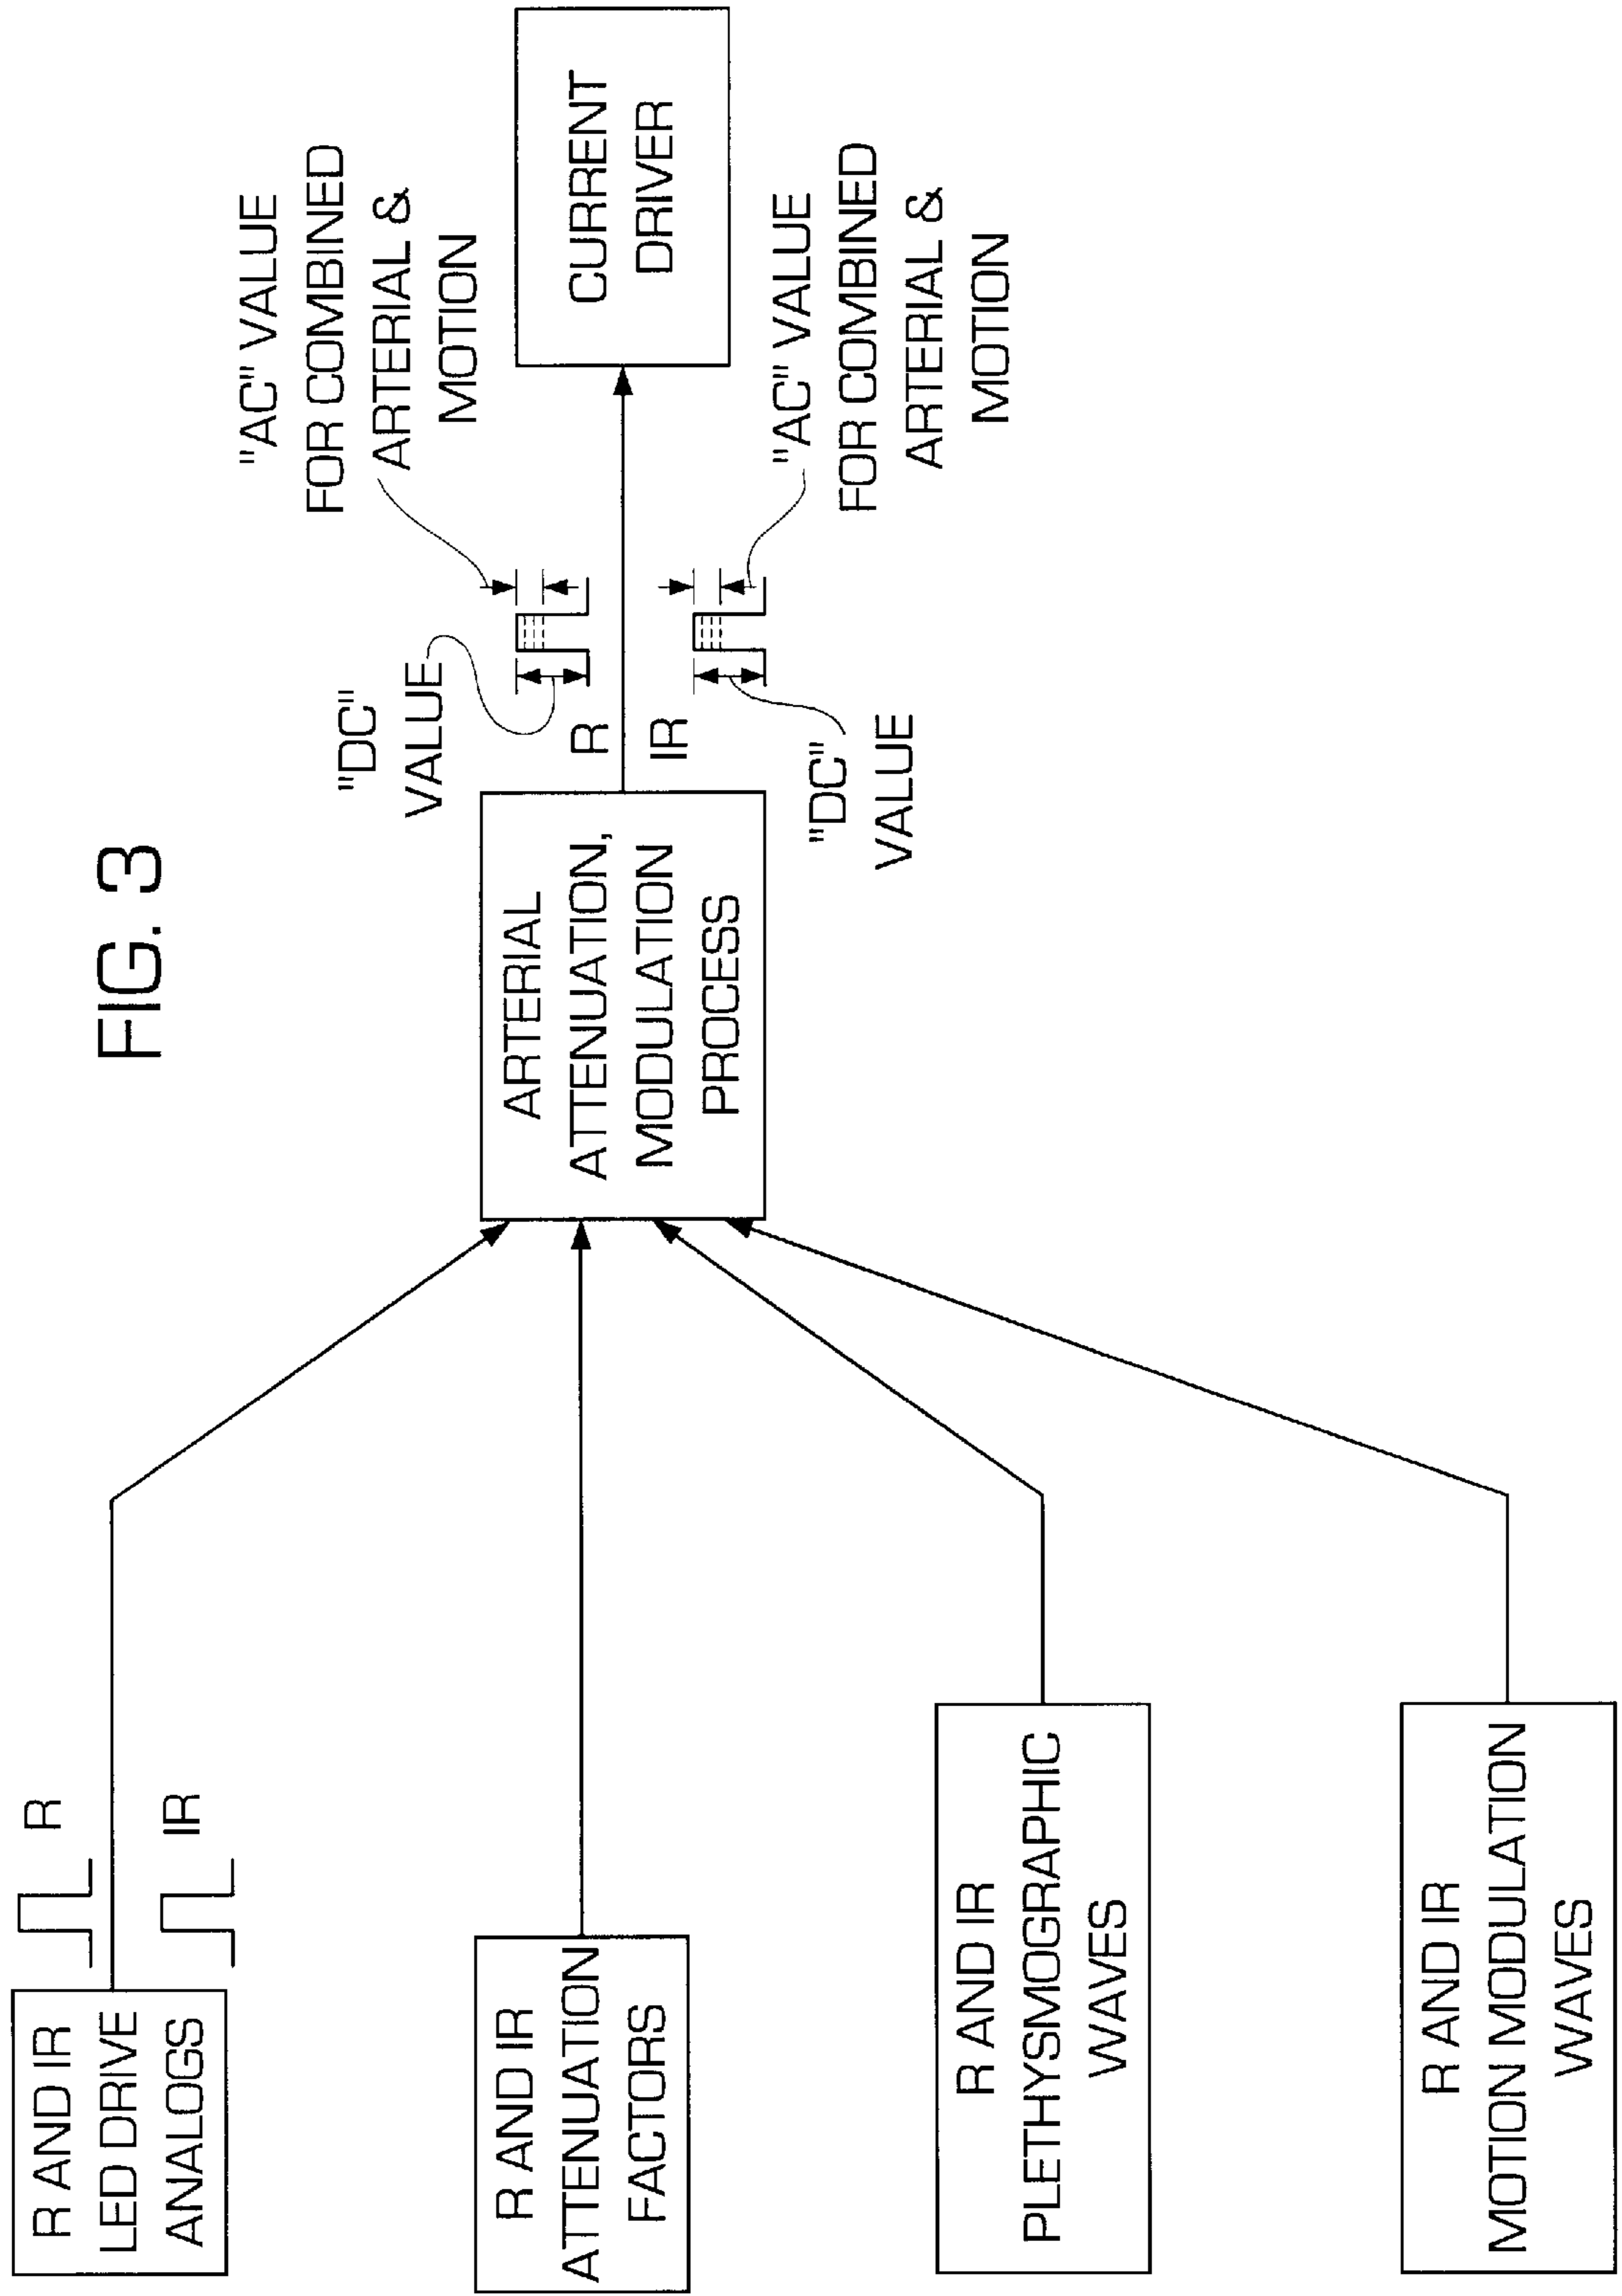 FIG. 3
R AND IR
LED DRIVE
ANALOGS
R
IR
R AND IR
ATTENUATION
FACTORS
R AND IR
PLETHYSMOGRAPHIC
WAVES
R AND IR
MOTION MODULATION
WAVES
ARTERIAL
ATTENUATION,
MODULATION
PROCESS
"DC"
VALUE
R
IR
"DC"
VALUE
"AC" VALUE
FOR COMBINED
ARTERIAL &
MOTION
"AC" VALUE
FOR COMBINED
ARTERIAL &
MOTION
CURRENT
DRIVER